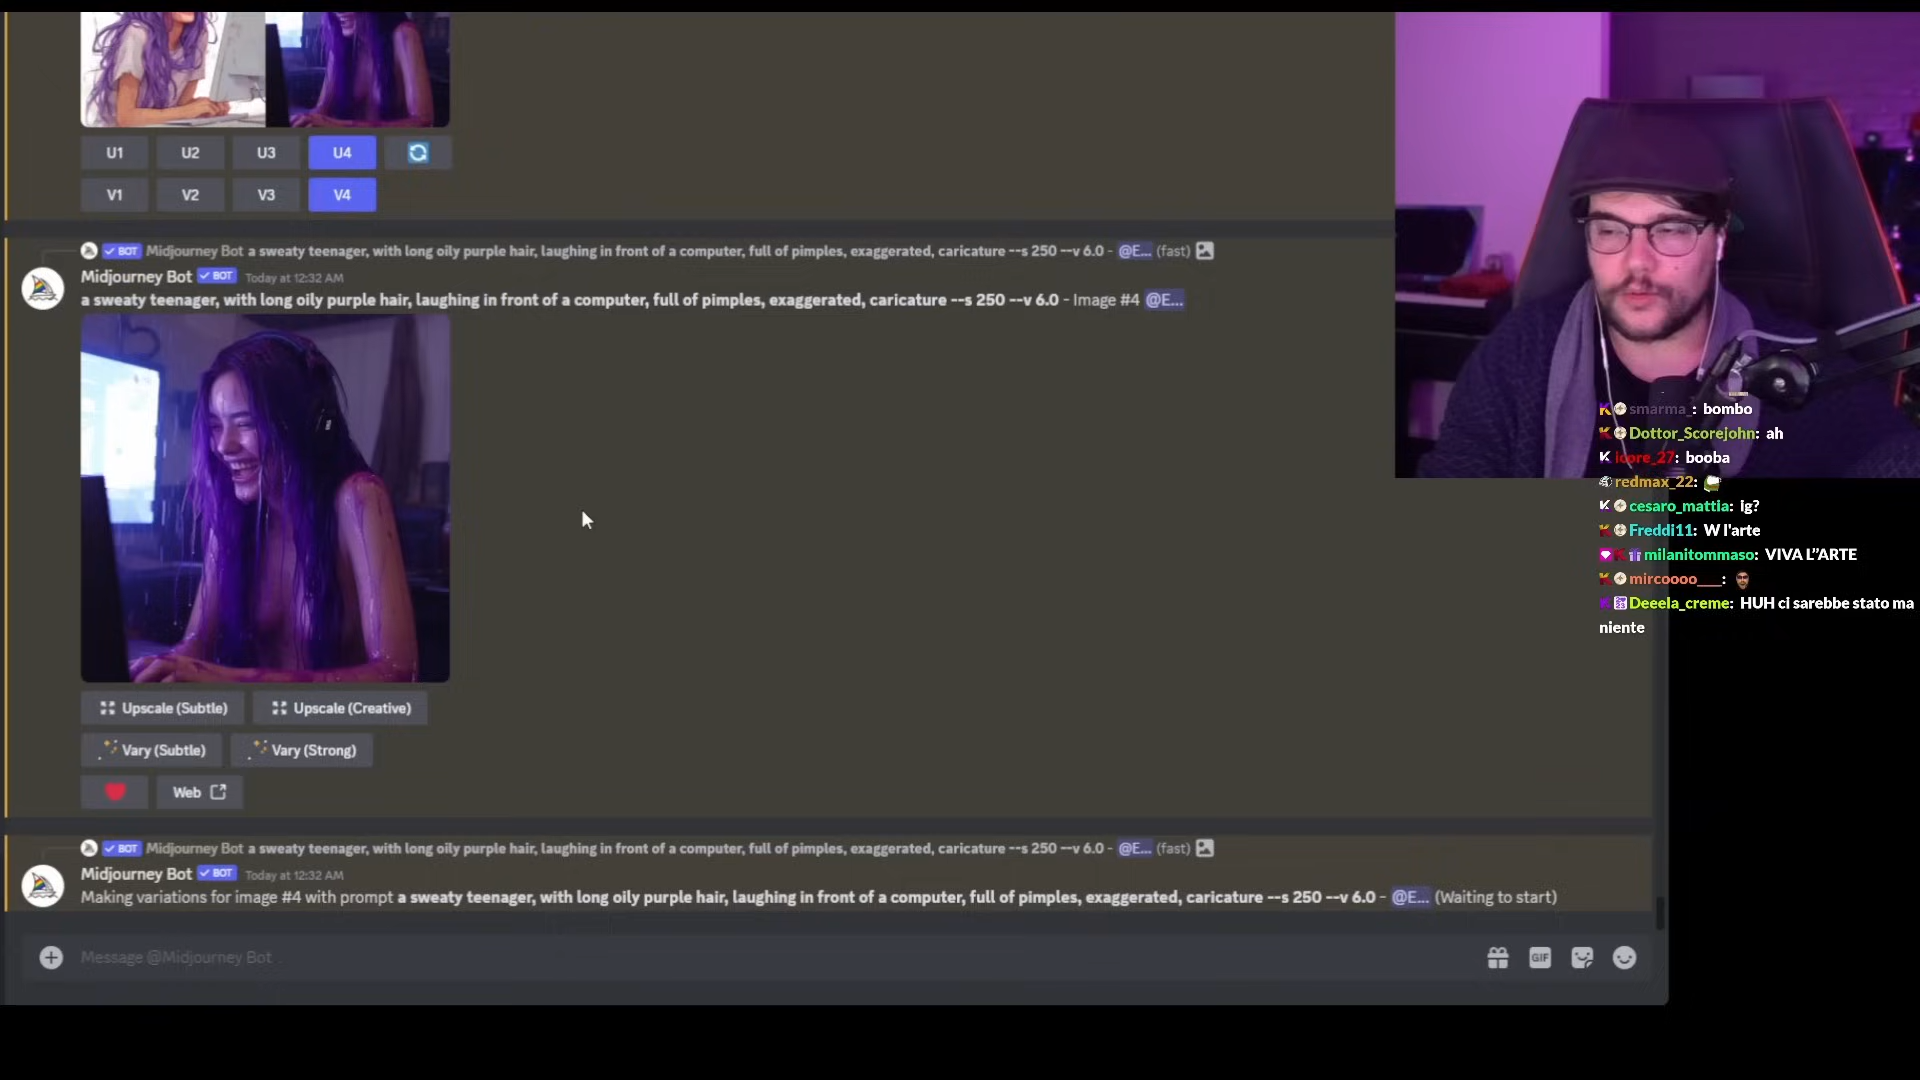 U1 U2 U3 U4
V1 V2 V3 V4
BOT Midjourney Bot a sweaty teenager, with long oily purple hair, laughing in front of a computer, full of pimples, exaggerated, caricature --s 250 --v 6.0 - @E... (fast)
Midjourney Bot BOT Today at 12:32 AM
a sweaty teenager, with long oily purple hair, laughing in front of a computer, full of pimples, exaggerated, caricature --s 250 --v 6.0 - Image #4 @E...
Upscale (Subtle) Upscale (Creative)
Vary (Subtle) Vary (Strong)
Web
BOT Midjourney Bot a sweaty teenager, with long oily purple hair, laughing in front of a computer, full of pimples, exaggerated, caricature --s 250 --v 6.0 - @E... (fast)
Midjourney Bot BOT Today at 12:32 AM
Making variations for image #4 with prompt a sweaty teenager, with long oily purple hair, laughing in front of a computer, full of pimples, exaggerated, caricature --s 250 --v 6.0 - @E... (Waiting to start)
Message @Midjourney Bot
GIF
smarma_: bombo
Dottor_Scorejohn: ah
icore_27: booba
redmax_22:
cesaro_mattia: ig?
Freddi11: W l'arte
milanitommaso: VIVA L''ARTE
mircoooo___:
Deeela_creme: HUH ci sarebbe stato ma
niente